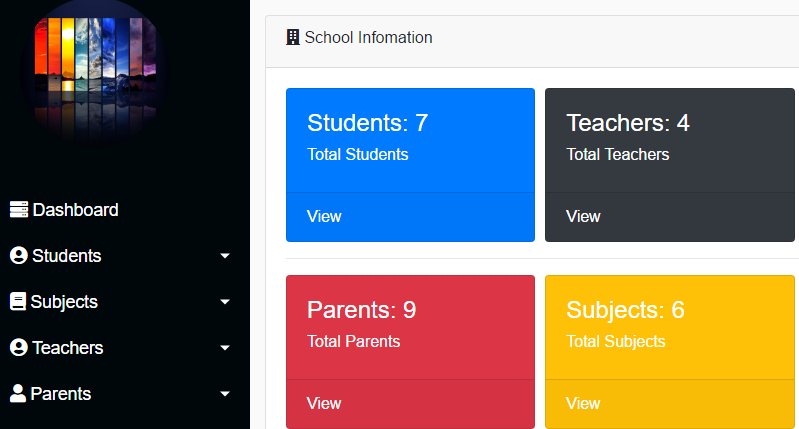 Dashboard
Students
Subjects
Teachers
Parents
School Infomation
Students: 7
Total Students
View
Teachers: 4
Total Teachers
View
Parents: 9
Total Parents
View
Subjects: 6
Total Subjects
View